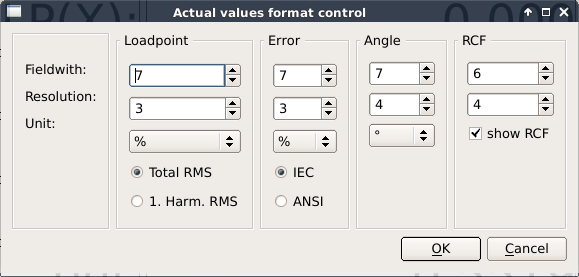 Actual values format control
Loadpoint Error Angle RCF
Fieldwith: 7 7 7 6
Resolution: 3 3 4 4
Unit: % % ° show RCF
Total RMS IEC
1. Harm. RMS ANSI
OK Cancel